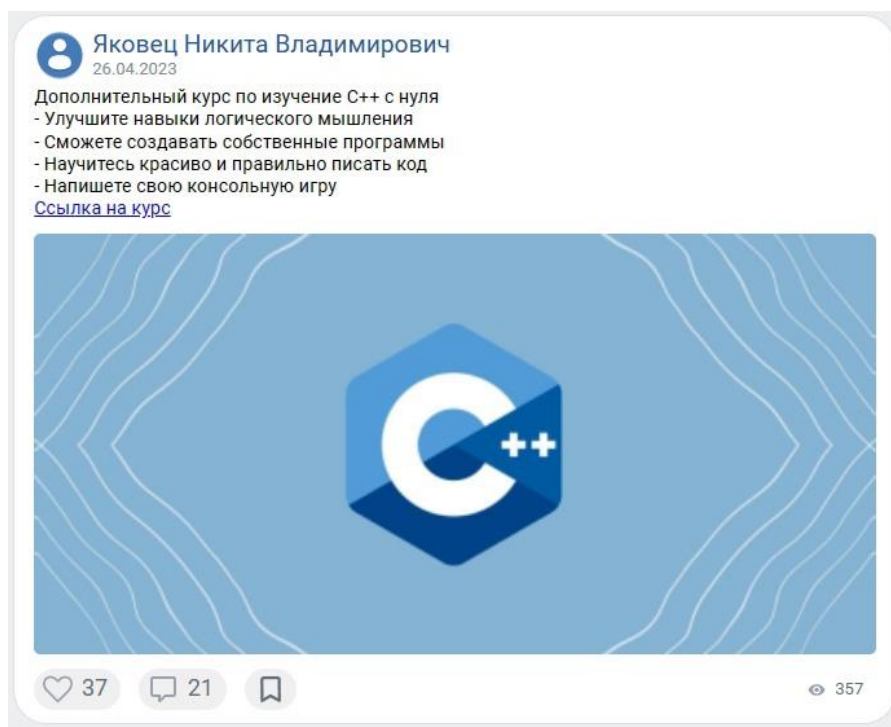 Яковец Никита Владимирович
26.04.2023
Дополнительный курс по изучение С++ с нуля
- Улучшите навыки логического мышления
- Сможете создавать собственные программы
- Научитесь красиво и правильно писать код
- Напишете свою консольную игру
Ссылка на курс
C++
37 21 357